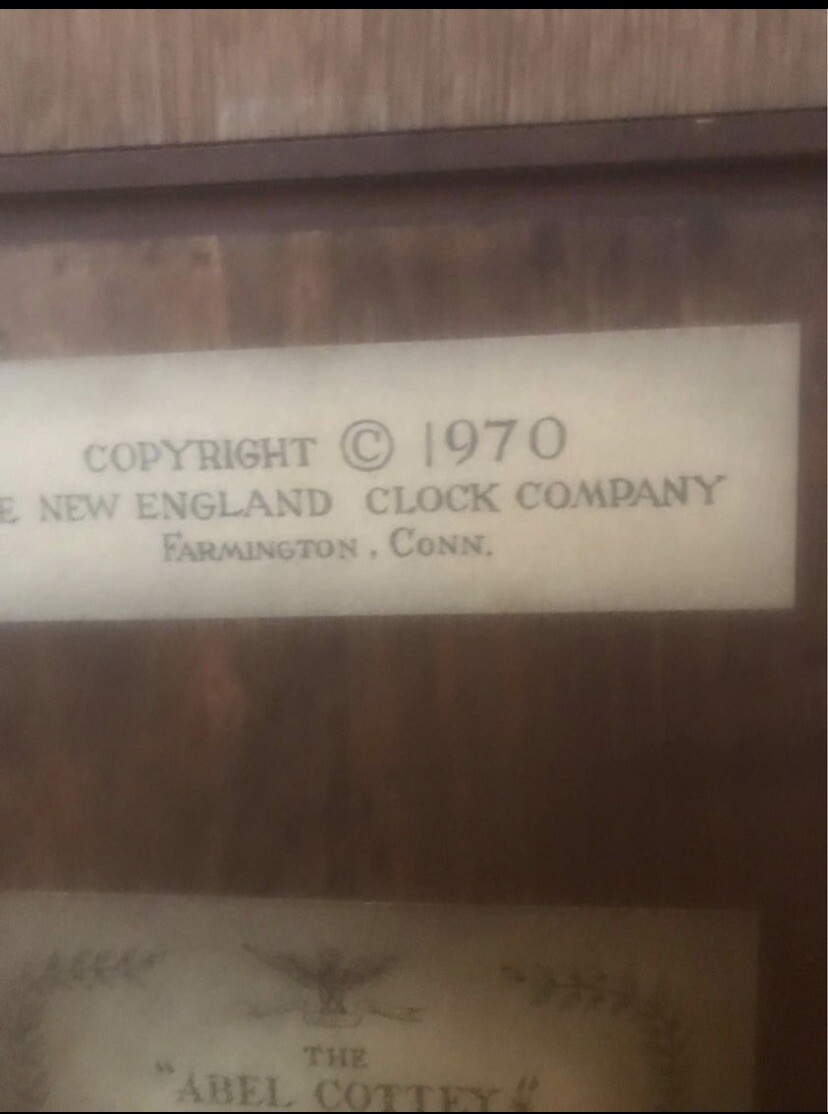 COPYRIGHT © 1970
E NEW ENGLAND CLOCK COMPANY
FARMINGTON, CONN.
THE
"ABEL COTTEY"